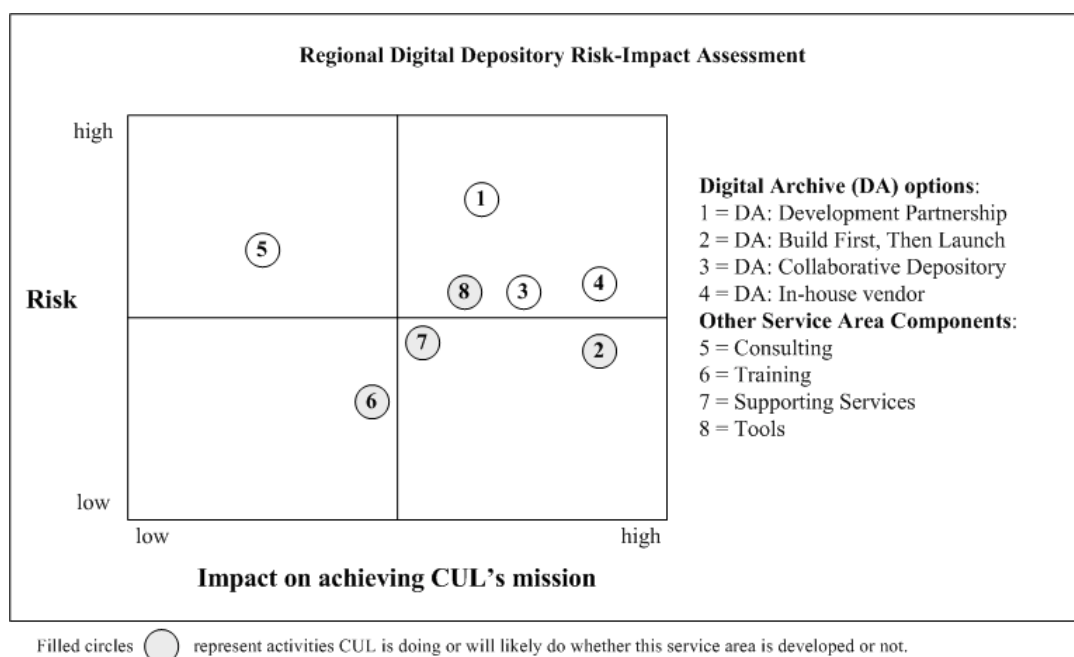 Regional Digital Depository Risk-Impact Assessment
high
1
5
8
3
4
Risk
7
2
6
low
low
high
Impact on achieving CUL's mission
Digital Archive (DA) options:
1 = DA: Development Partnership
2 = DA: Build First, Then Launch
3 = DA: Collaborative Depository
4 = DA: In-house vendor
Other Service Area Components:
5 = Consulting
6 = Training
7 = Supporting Services
8 = Tools
Filled circles represent activities CUL is doing or will likely do whether this service area is developed or not.